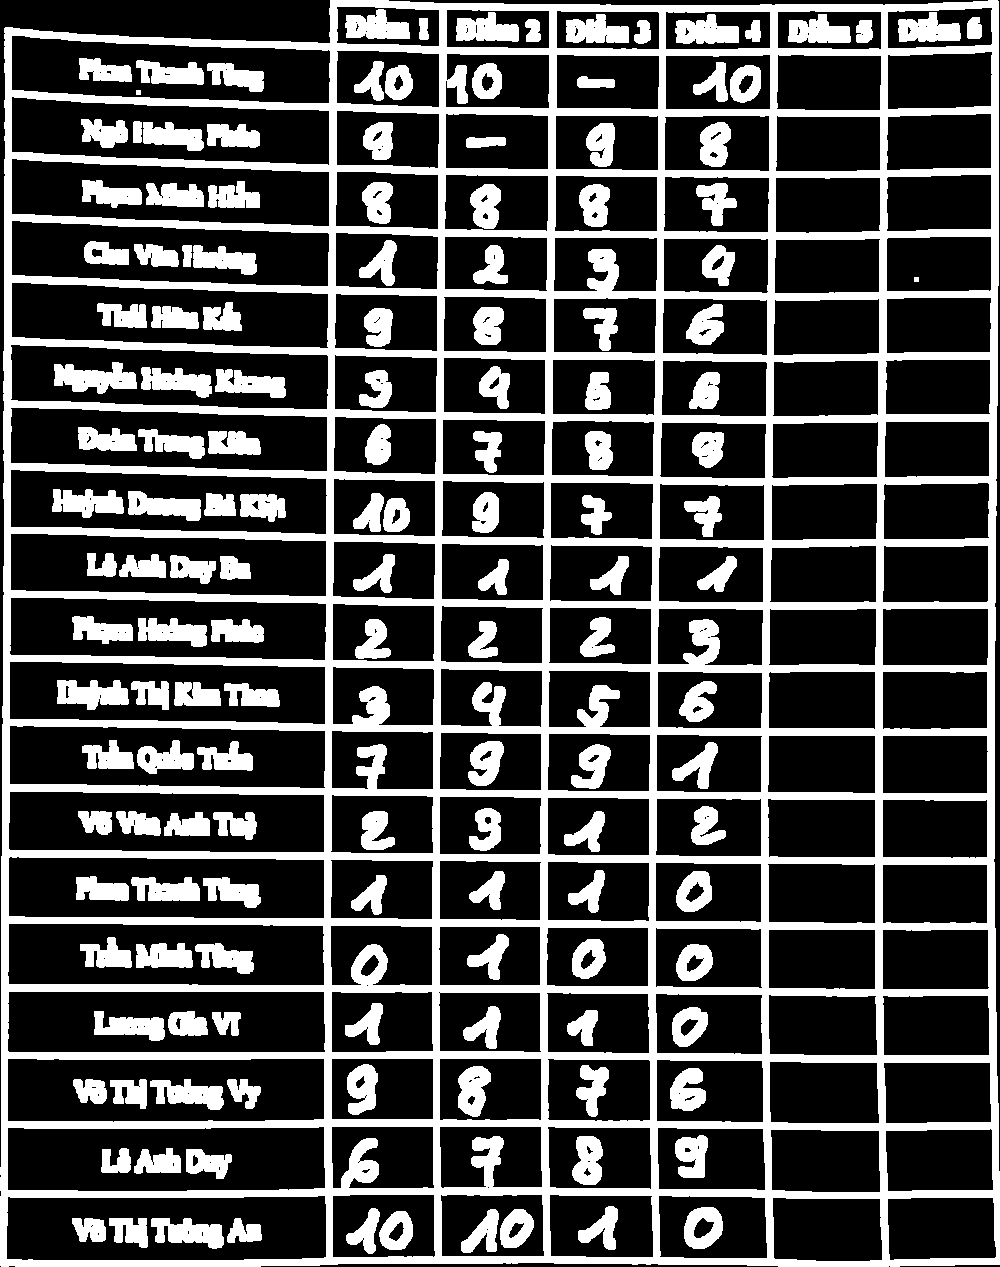 Điểm 1 Điểm 2 Điểm 3 Điểm 4 Điểm 5 Điểm 6
Phan Thanh Tùng 10 10 - 10
Ngô Hoàng Phúc 9 - 9 8
Phạm Minh Hiển 8 8 8 7
Chu Văn Hoàng 1 2 3 9
Thái Hữu Kết 9 8 7 6
Nguyễn Hoàng Khang 3 4 5 6
Đoàn Trung Kiên 6 7 8 9
Huỳnh Dương Bá Kiệt 10 9 7 7
Lê Anh Duy 1 1 1 1
Phạm Hoàng Phúc 2 2 2 3
Huỳnh Thị Kim Thoa 3 4 5 6
Trần Quốc Tuấn 7 9 9 1
Võ Văn Anh Tuệ 2 3 1 2
Phan Thanh Tùng 1 1 1 0
Trần Minh Tùng 0 1 0 0
Lương Gia Vĩ 1 1 1 0
Võ Thị Tường Vy 9 8 7 6
Lê Anh Duy 6 7 8 9
Võ Thị Tường An 10 10 1 0